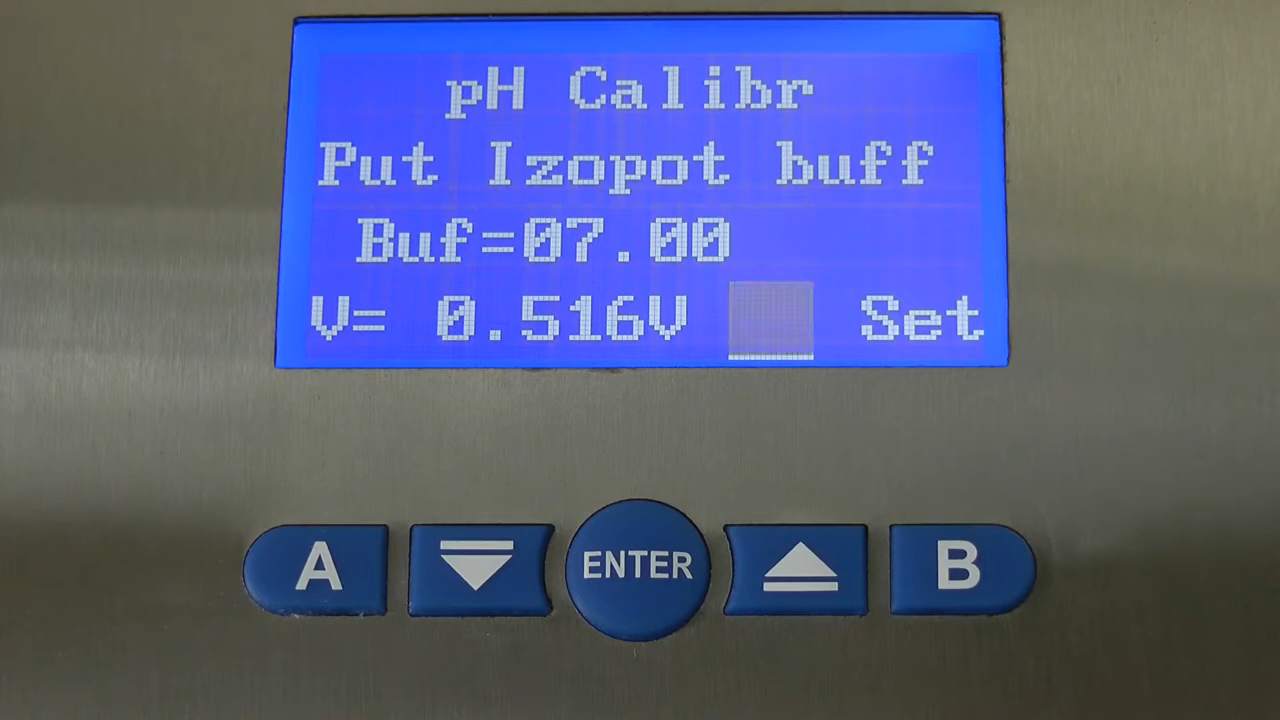 pH Calibr
Put Izopot buff
Buf=07.00
V= 0.516V Set
A ENTER B